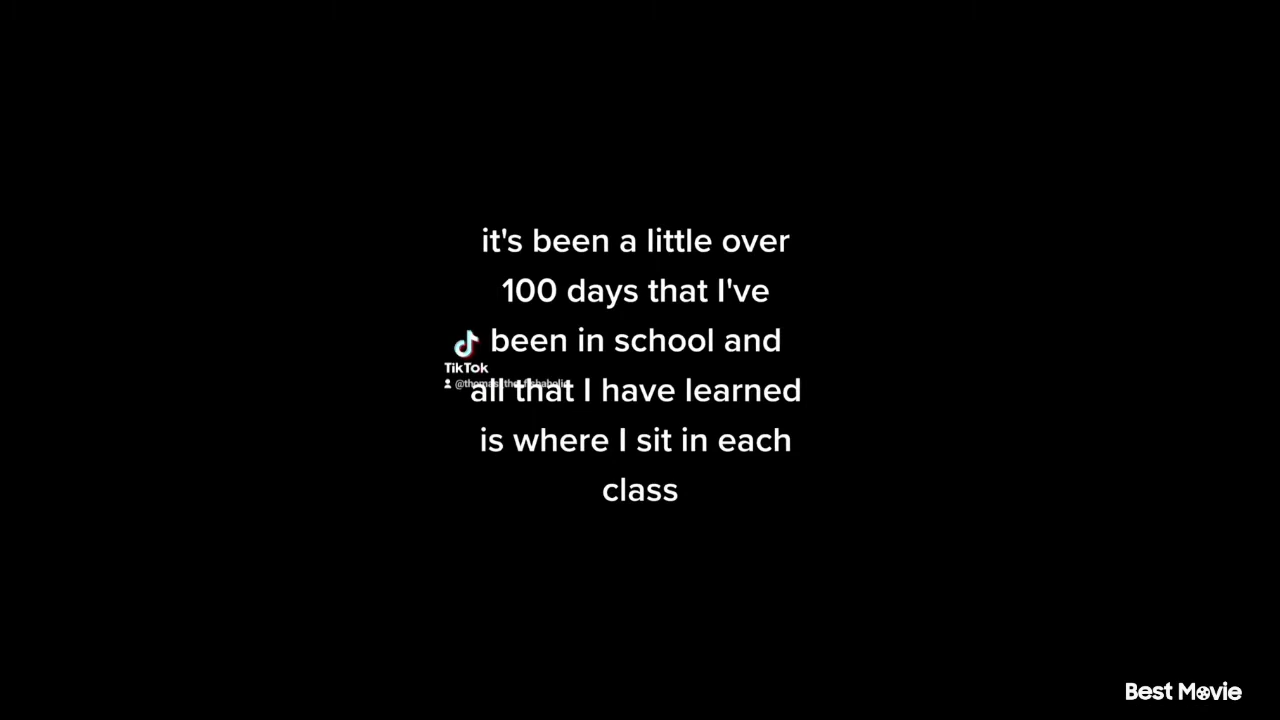 it's been a little over
100 days that I've
been in school and
all that I have learned
is where I sit in each
class
TikTok
Best Movie